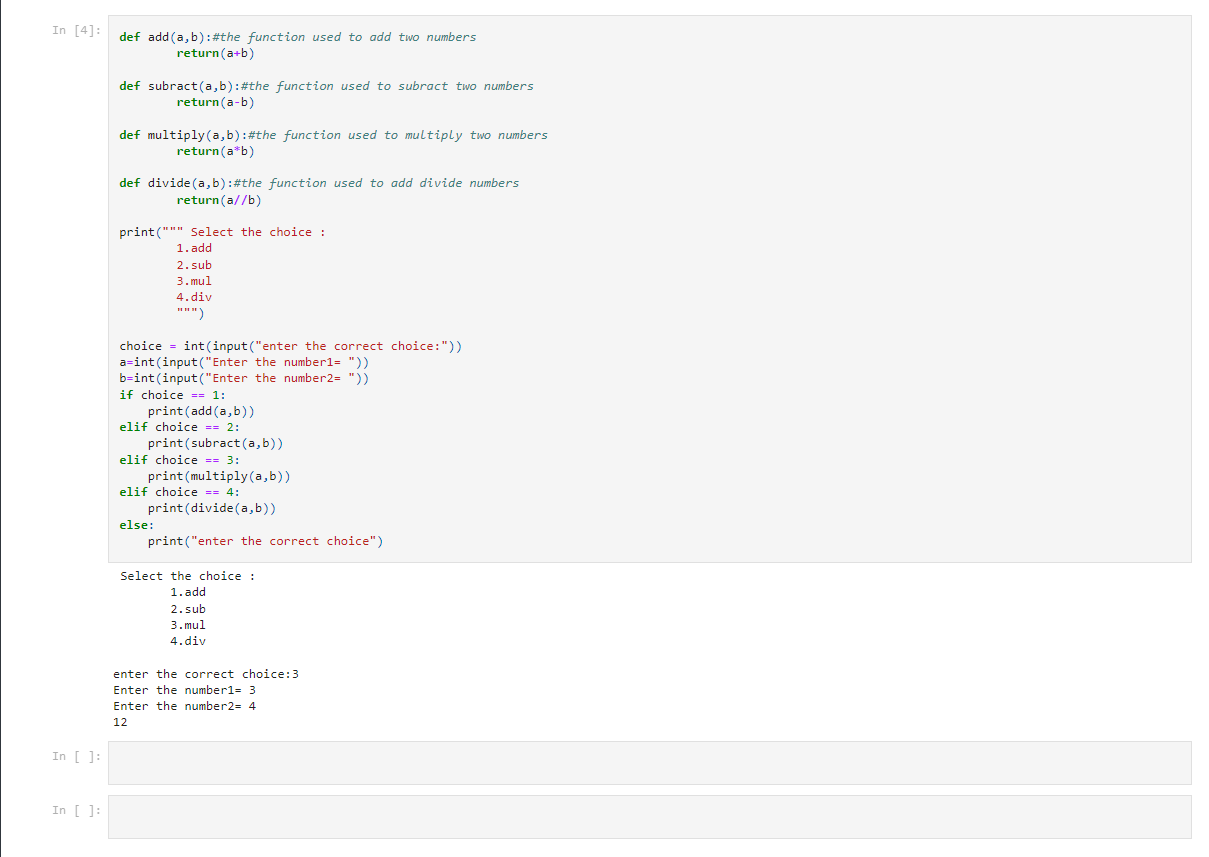 In [4]:
def add(a,b):#the function used to add two numbers
        return(a+b)

def subract(a,b):#the function used to subract two numbers
        return(a-b)

def multiply(a,b):#the function used to multiply two numbers
        return(a*b)

def divide(a,b):#the function used to add divide numbers
        return(a//b)

print(""" Select the choice :
        1.add
        2.sub
        3.mul
        4.div
        """)

choice = int(input("enter the correct choice:"))
a=int(input("Enter the number1= "))
b=int(input("Enter the number2= "))
if choice == 1:
    print(add(a,b))
elif choice == 2:
    print(subract(a,b))
elif choice == 3:
    print(multiply(a,b))
elif choice == 4:
    print(divide(a,b))
else:
    print("enter the correct choice")
 Select the choice :
        1.add
        2.sub
        3.mul
        4.div

enter the correct choice:3
Enter the number1= 3
Enter the number2= 4
12
In [ ]:
In [ ]: